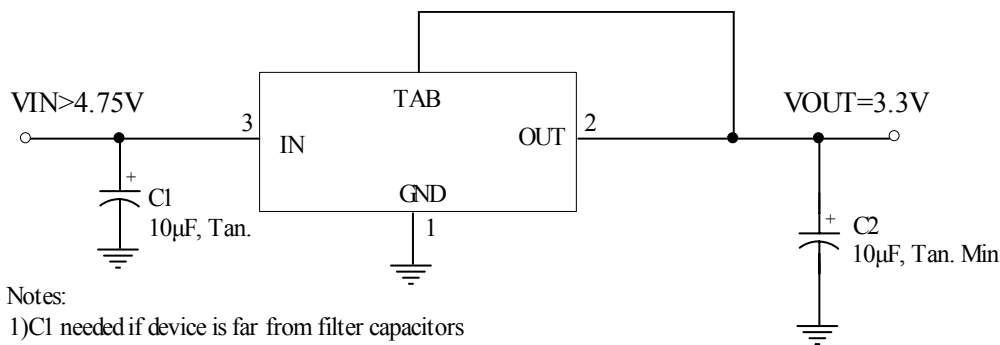 TAB
VIN>4.75V
VOUT=3.3V
3
2
IN
OUT
+
C1
10μF, Tan.
GND
1
+
C2
10μF, Tan. Min
Notes:
1)C1 needed if device is far from filter capacitors